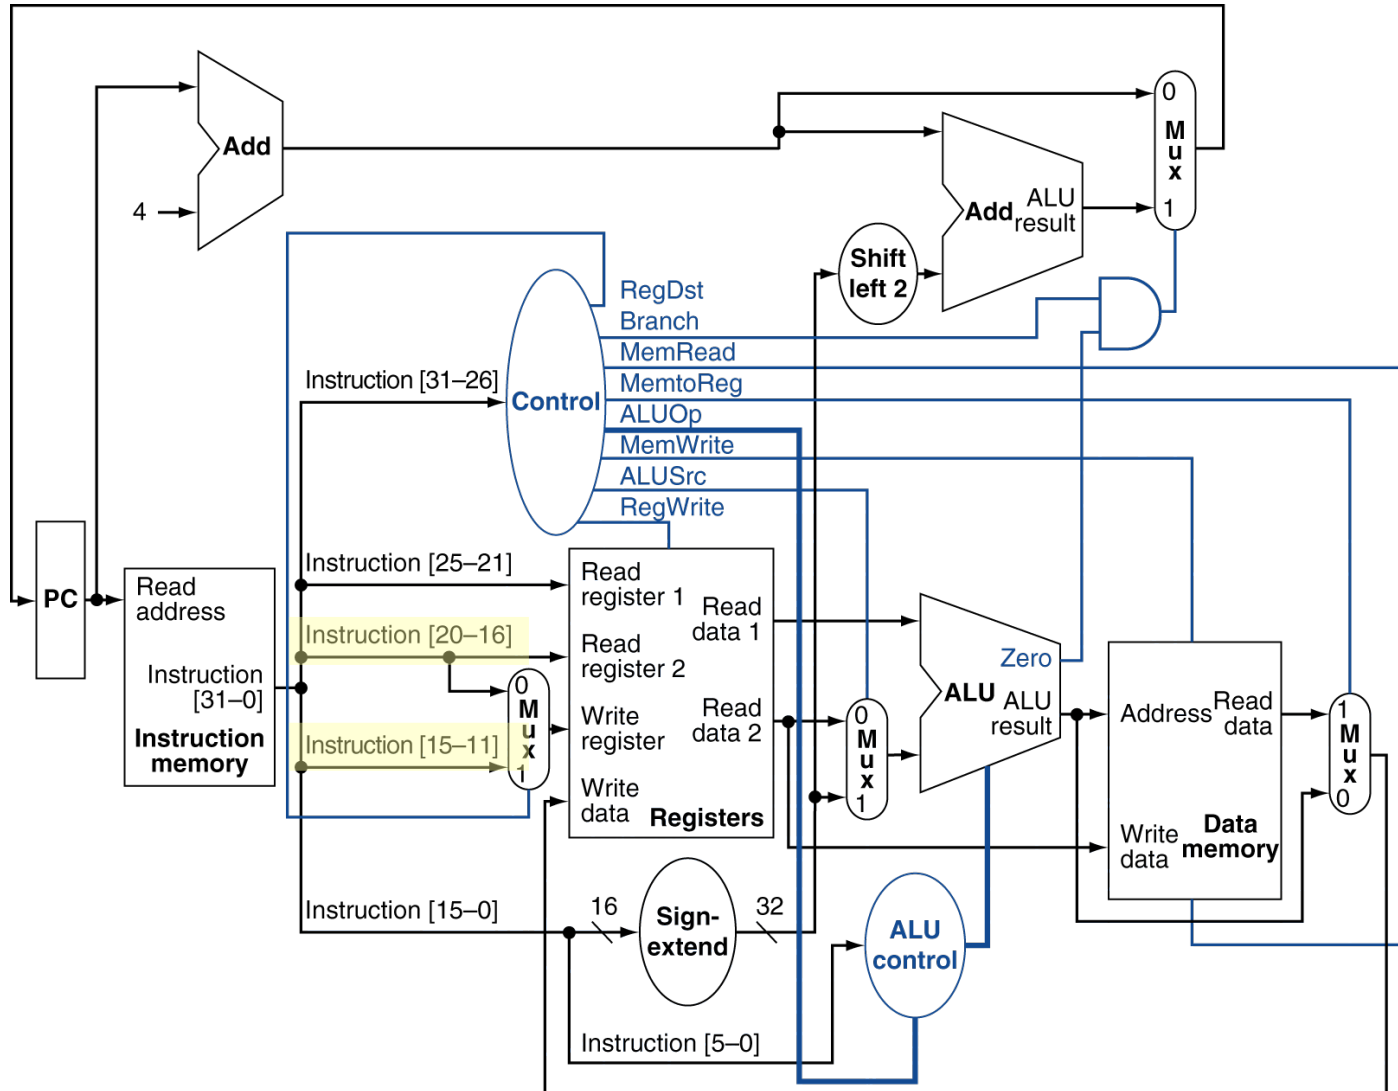 0
M
u
x
1
Add
4
Add
ALU
result
Shift
left 2
RegDst
Branch
MemRead
MemtoReg
ALUOp
MemWrite
ALUSrc
RegWrite
Instruction [31–26]
Control
PC
Read
address
Instruction
[31–0]
Instruction
memory
Instruction [25–21]
Instruction [20–16]
Instruction [15–11]
0
M
u
x
1
Read
register 1
Read
register 2
Write
register
Write
data
Read
data 1
Read
data 2
Registers
0
M
u
x
1
Zero
ALU
ALU
result
Address
Read
data
Write
data
Data
memory
1
M
u
x
0
Instruction [15–0]
16
Sign-
extend
32
ALU
control
Instruction [5–0]